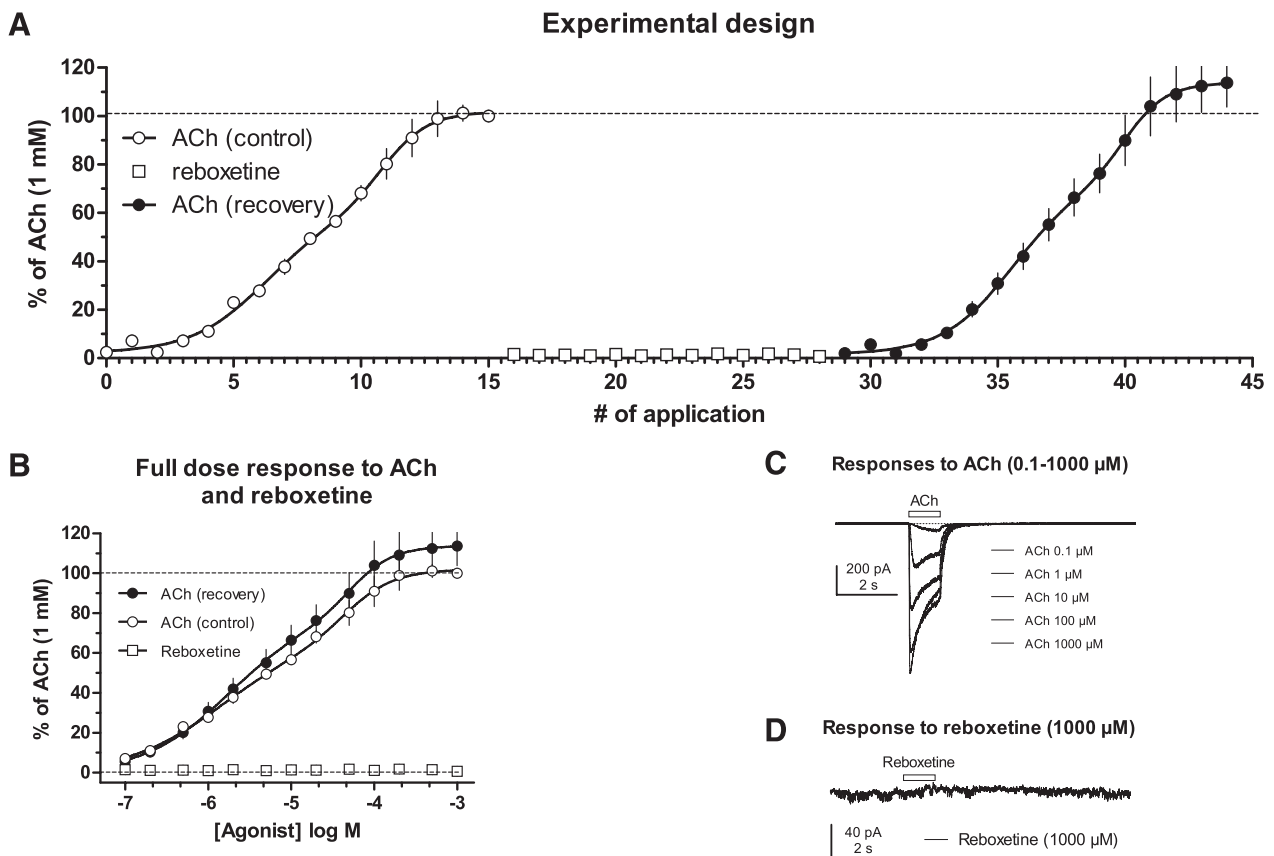 A
Experimental design
120
100
80
60
40
20
0
% of ACh (1 mM)
ACh (control)
reboxetine
ACh (recovery)
0 5 10 15 20 25 30 35 40 45
# of application
B
Full dose response to ACh
and reboxetine
120
100
80
60
40
20
0
% of ACh (1 mM)
ACh (recovery)
ACh (control)
Reboxetine
-7 -6 -5 -4 -3
[Agonist] log M
C
Responses to ACh (0.1-1000 µM)
ACh
200 pA
2 s
ACh 0.1 µM
ACh 1 µM
ACh 10 µM
ACh 100 µM
ACh 1000 µM
D
Response to reboxetine (1000 µM)
Reboxetine
40 pA
2 s
Reboxetine (1000 µM)